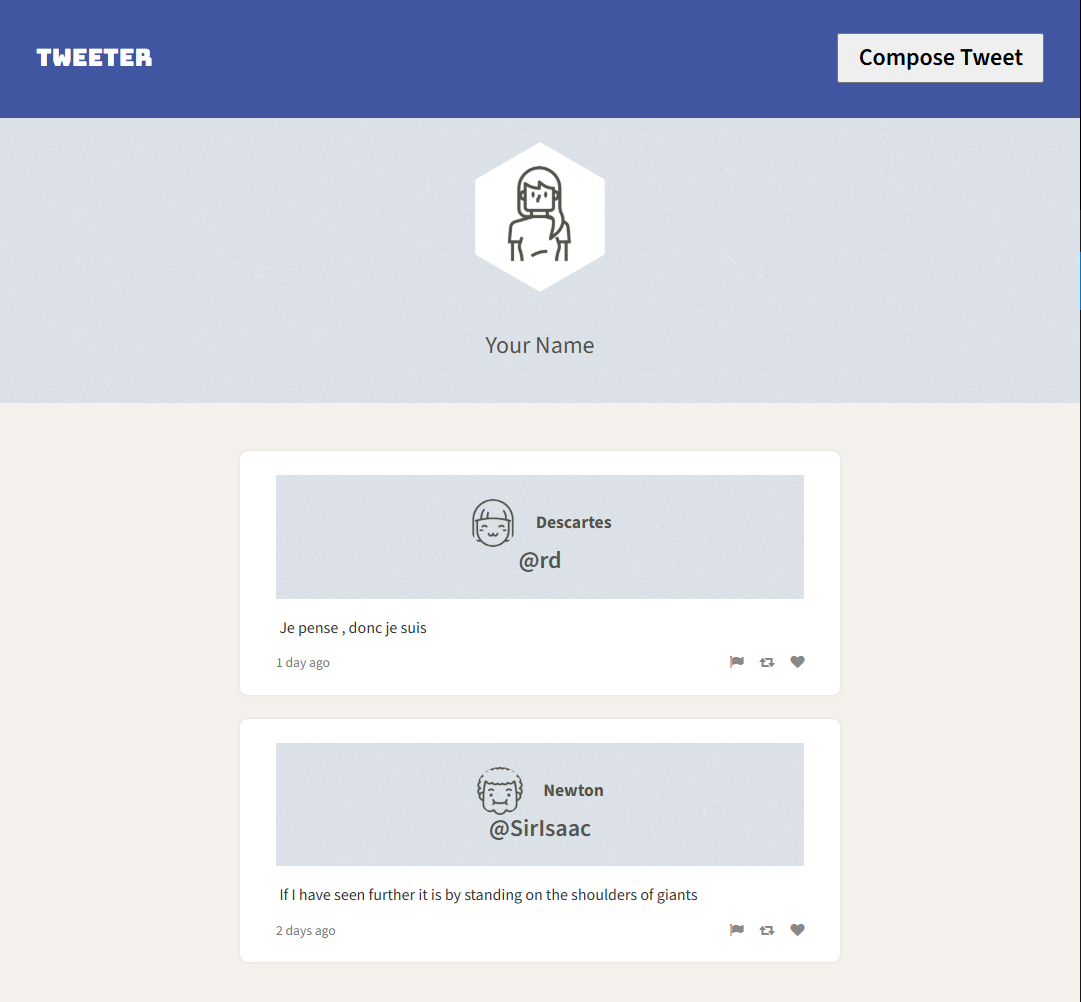 TWEETER
Compose Tweet
Your Name
Descartes
@rd
Je pense , donc je suis
1 day ago
Newton
@SirIsaac
If I have seen further it is by standing on the shoulders of giants
2 days ago